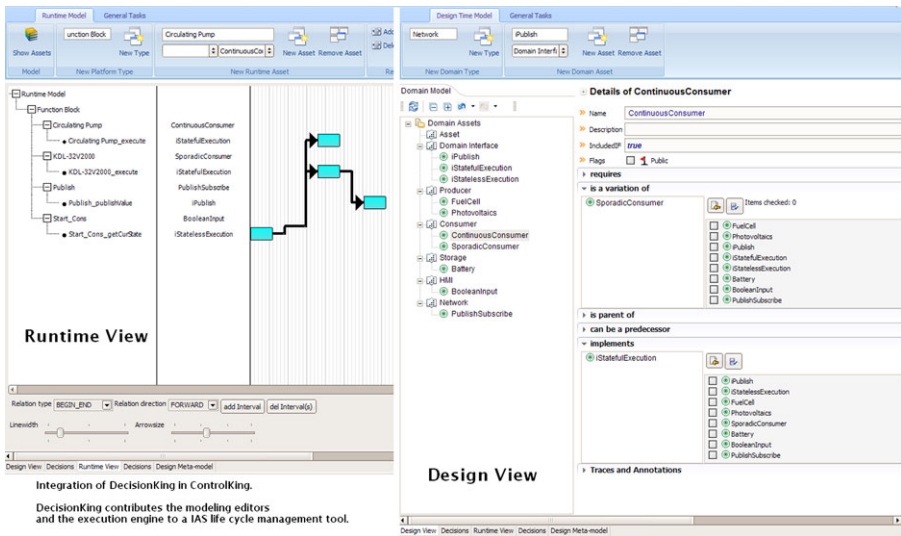 Runtime Model General Tasks
unction Block
Circulating Pump
Add
Show Assets
New Type
ContinuousCor
New Asset Remove Asset
Dele
Model New Platform Type New Runtime Asset Re
Runtime Model
Function Block
Circulating Pump ContinuousConsumer
Circulating Pump_execute iStatefulExecution
KDL-32V2000 SporadicConsumer
KDL-32V2000_execute iStatefulExecution
Publish PublishSubscribe
Publish_publishValue iPublish
Start_Cons BooleanInput
Start_Cons_getCurState iStatelessExecution
Runtime View
Relation type BEGIN_END Relation direction FORWARD add Interval del Interval(s)
Linewidth Arrowsize
Design View Decisions Runtime View Decisions Design Meta-model
Integration of DecisionKing in ControlKing.
DecisionKing contributes the modeling editors
and the execution engine to a IAS life cycle management tool.
Design Time Model General Tasks
Network
iPublish
New Type
Domain Interfa
New Asset Remove Asset
New Domain Type New Domain Asset
Domain Model
Domain Assets
Asset
Domain Interface
iPublish
iStatefulExecution
iStatelessExecution
Producer
FuelCell
Photovoltaics
Consumer
ContinuousConsumer
SporadicConsumer
Storage
Battery
HMI
BooleanInput
Network
PublishSubscribe
Design View
Details of ContinuousConsumer
Name ContinuousConsumer
Description
IncludedIf true
Flags Public
requires
is a variation of
SporadicConsumer
Items checked: 0
FuelCell
Photovoltaics
iPublish
iStatefulExecution
iStatelessExecution
Battery
BooleanInput
PublishSubscribe
is parent of
can be a predecessor
implements
iStatefulExecution
iPublish
iStatelessExecution
FuelCell
Photovoltaics
SporadicConsumer
Battery
BooleanInput
PublishSubscribe
Traces and Annotations
Design View Decisions Runtime View Decisions Design Meta-model